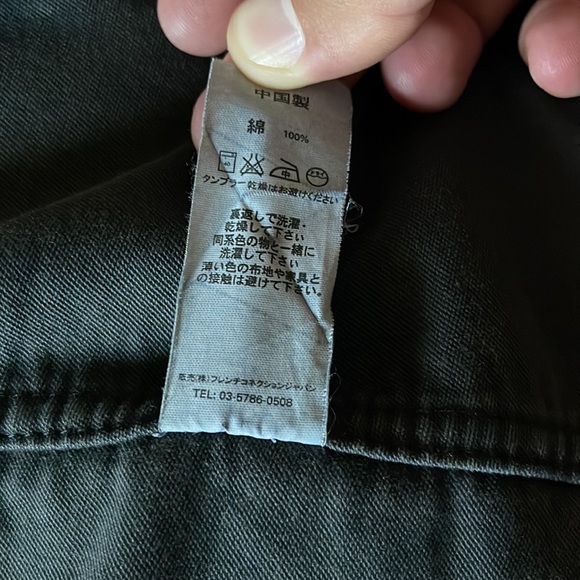 中国製
綿 100%
40 中
タンブラー乾燥はお避けください
裏返しで洗濯・
乾燥して下さい
同系色の物と一緒に
洗濯して下さい
薄い色の布地や家具と
の接触は避けて下さい。
販売(株)フレンチコネクションジャパン
TEL: 03-5786-0508